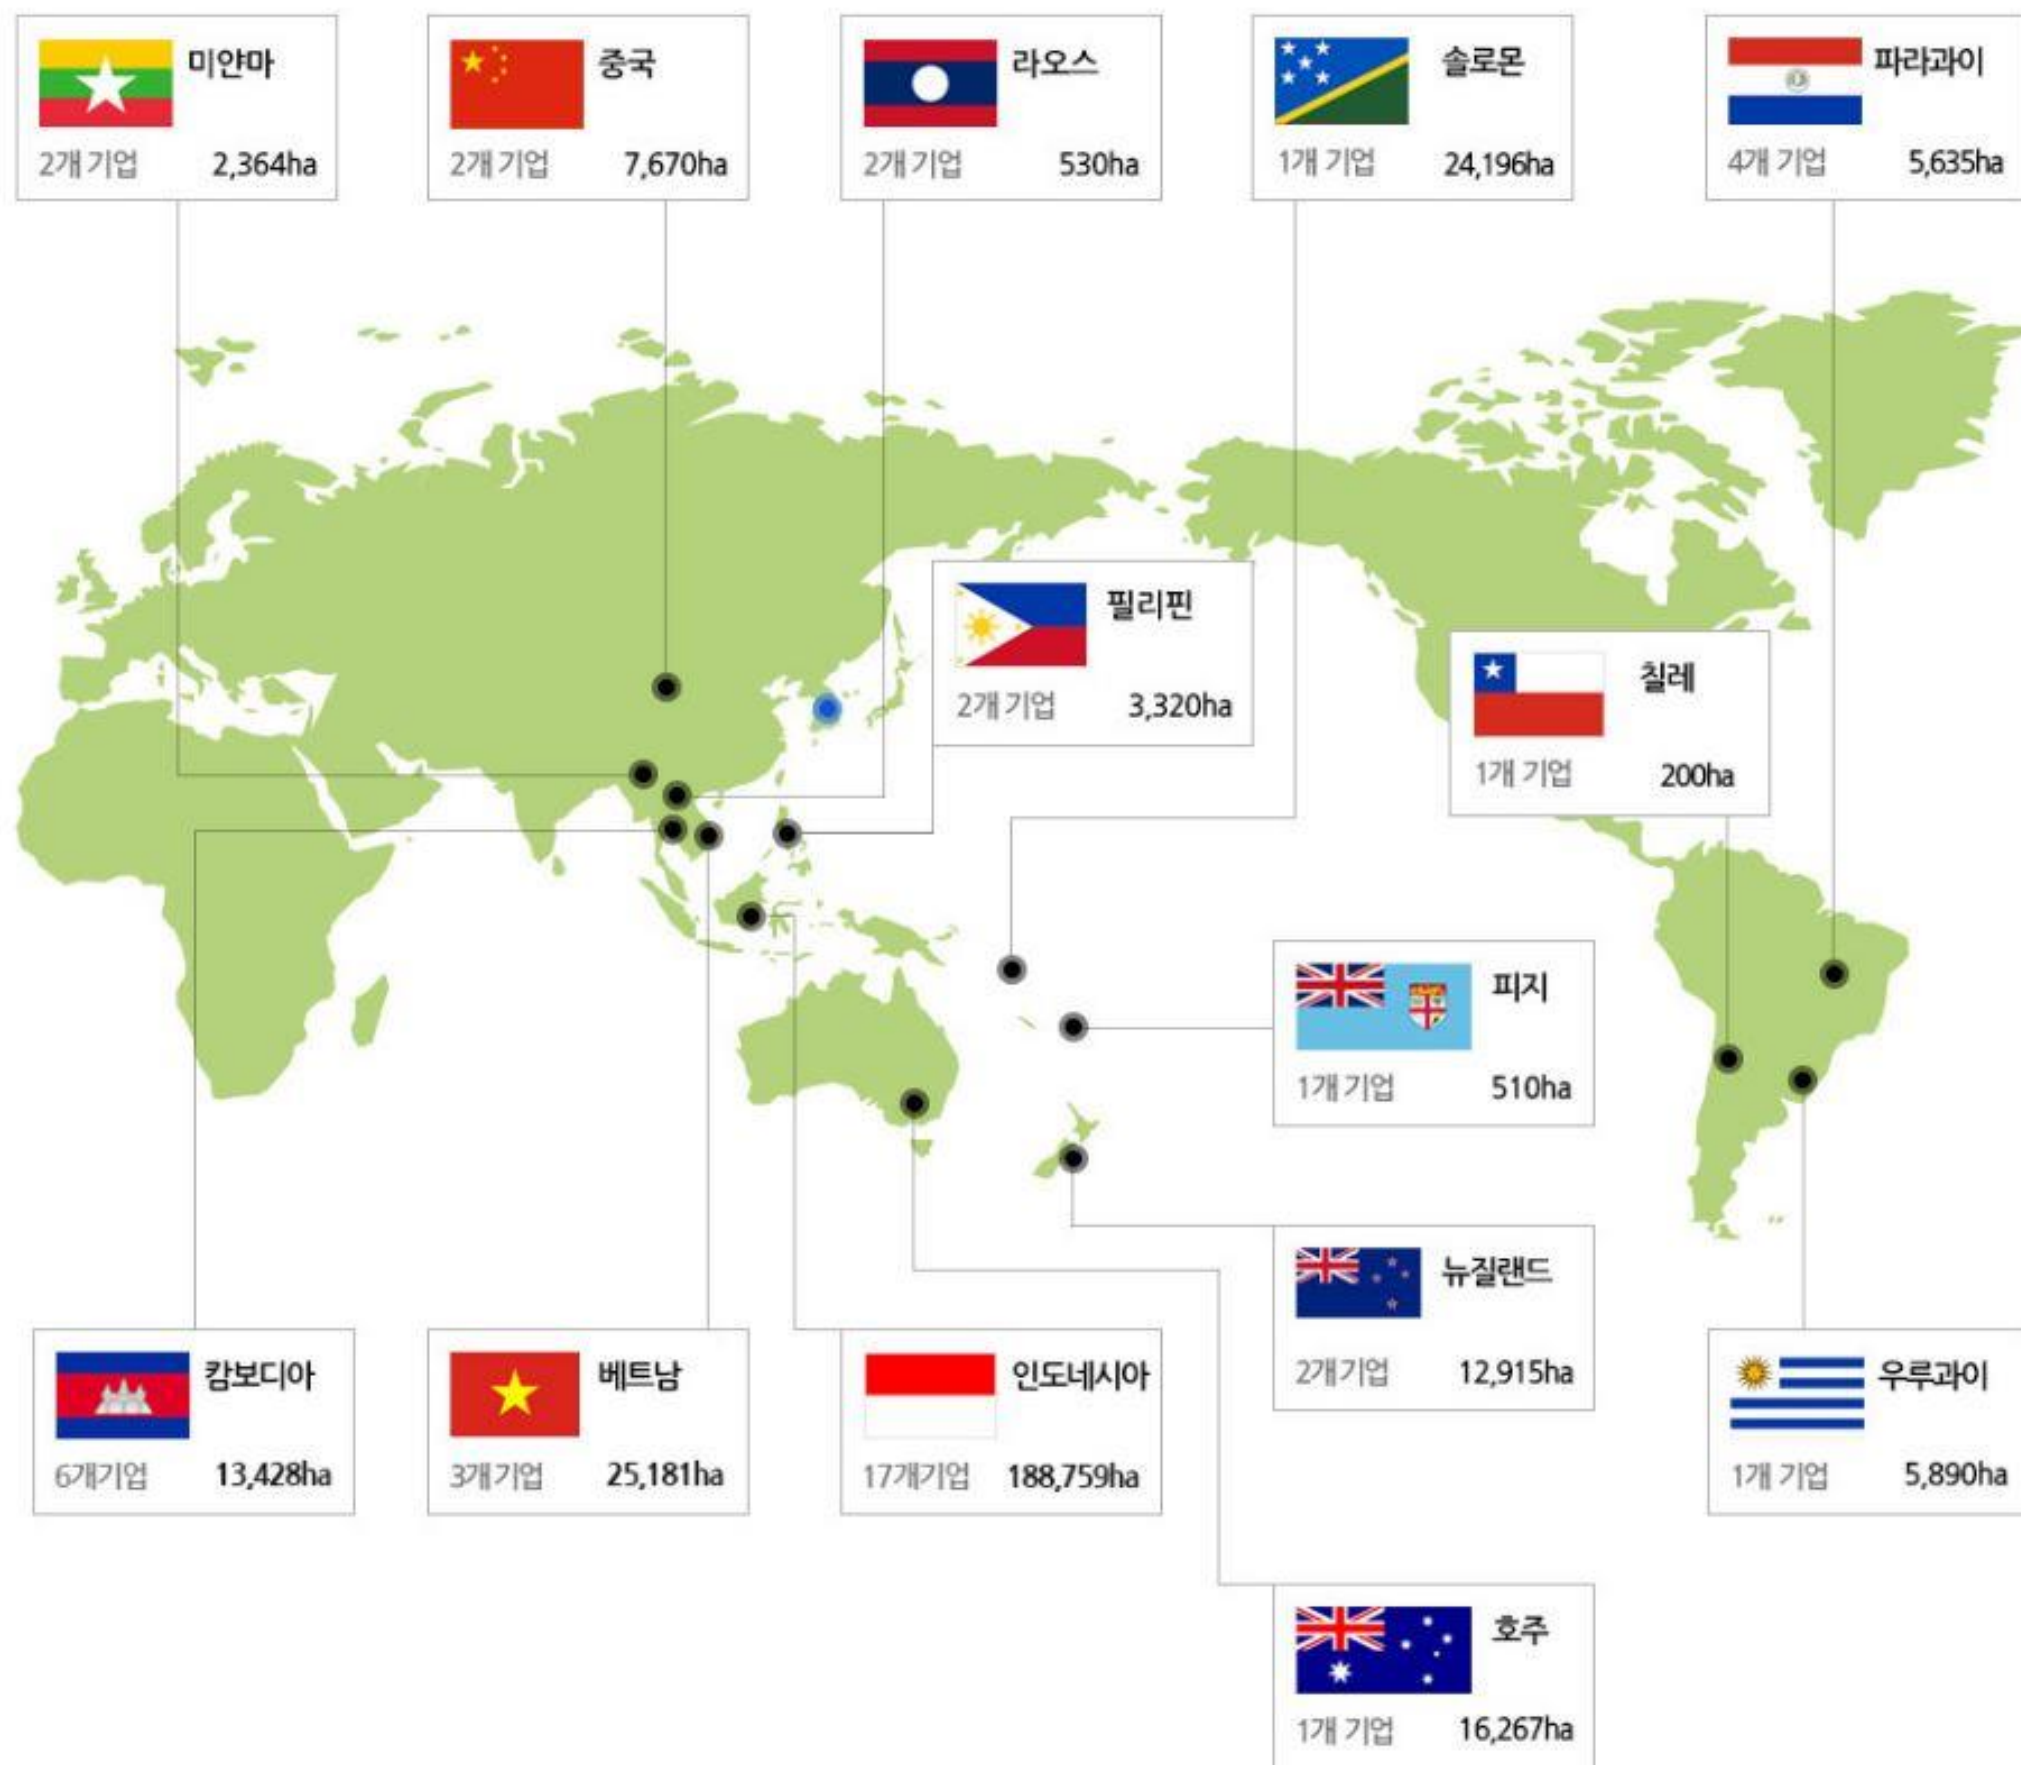 미얀마
2개 기업 2,364ha
중국
2개 기업 7,670ha
라오스
2개 기업 530ha
솔로몬
1개 기업 24,196ha
파라과이
4개 기업 5,635ha
필리핀
2개 기업 3,320ha
칠레
1개 기업 200ha
피지
1개 기업 510ha
뉴질랜드
2개기업 12,915ha
캄보디아
6개기업 13,428ha
베트남
3개기업 25,181ha
인도네시아
17개기업 188,759ha
우루과이
1개 기업 5,890ha
호주
1개 기업 16,267ha